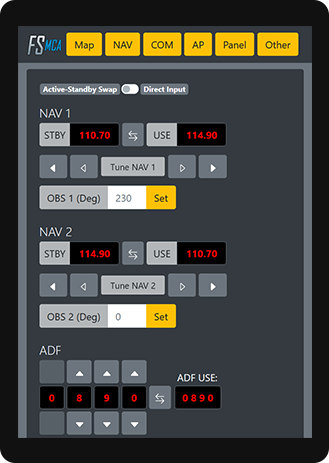 FS MCA Map NAV COM AP Panel Other
Active-Standby Swap Direct Input
NAV 1
STBY 110.70 USE 114.90
Tune NAV 1
OBS 1 (Deg) 230 Set
NAV 2
STBY 114.90 USE 110.70
Tune NAV 2
OBS 2 (Deg) 0 Set
ADF
ADF USE:
0 8 9 0 0890